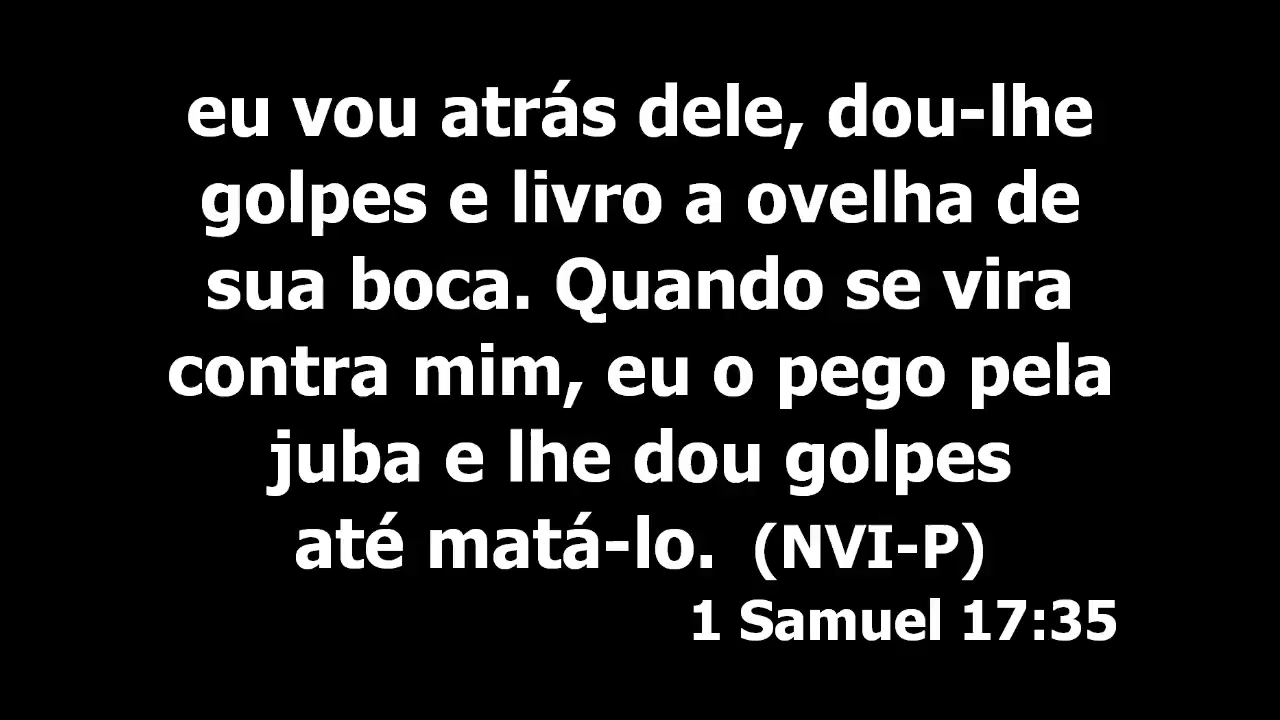 eu vou atrás dele, dou-lhe
golpes e livro a ovelha de
sua boca. Quando se vira
contra mim, eu o pego pela
juba e lhe dou golpes
até matá-lo. (NVI-P)
1 Samuel 17:35